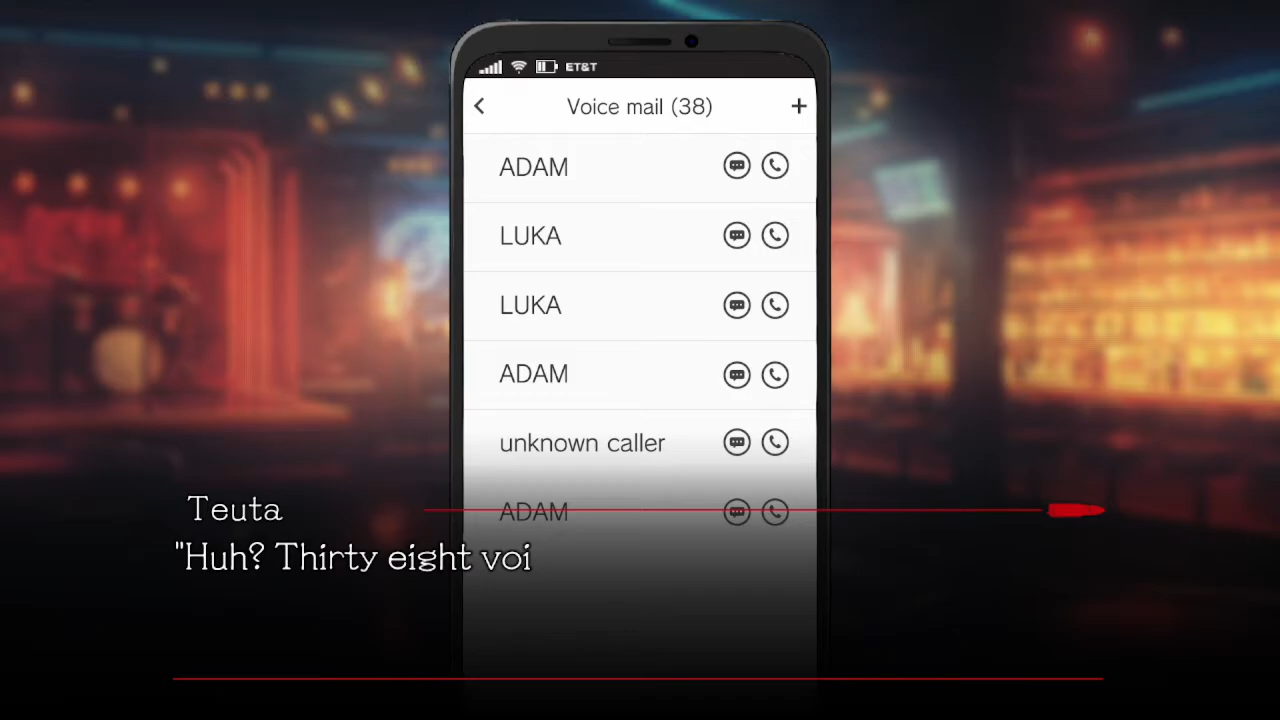 ET&T
Voice mail (38)
ADAM
LUKA
LUKA
ADAM
unknown caller
ADAM
Teuta
"Huh? Thirty eight voi